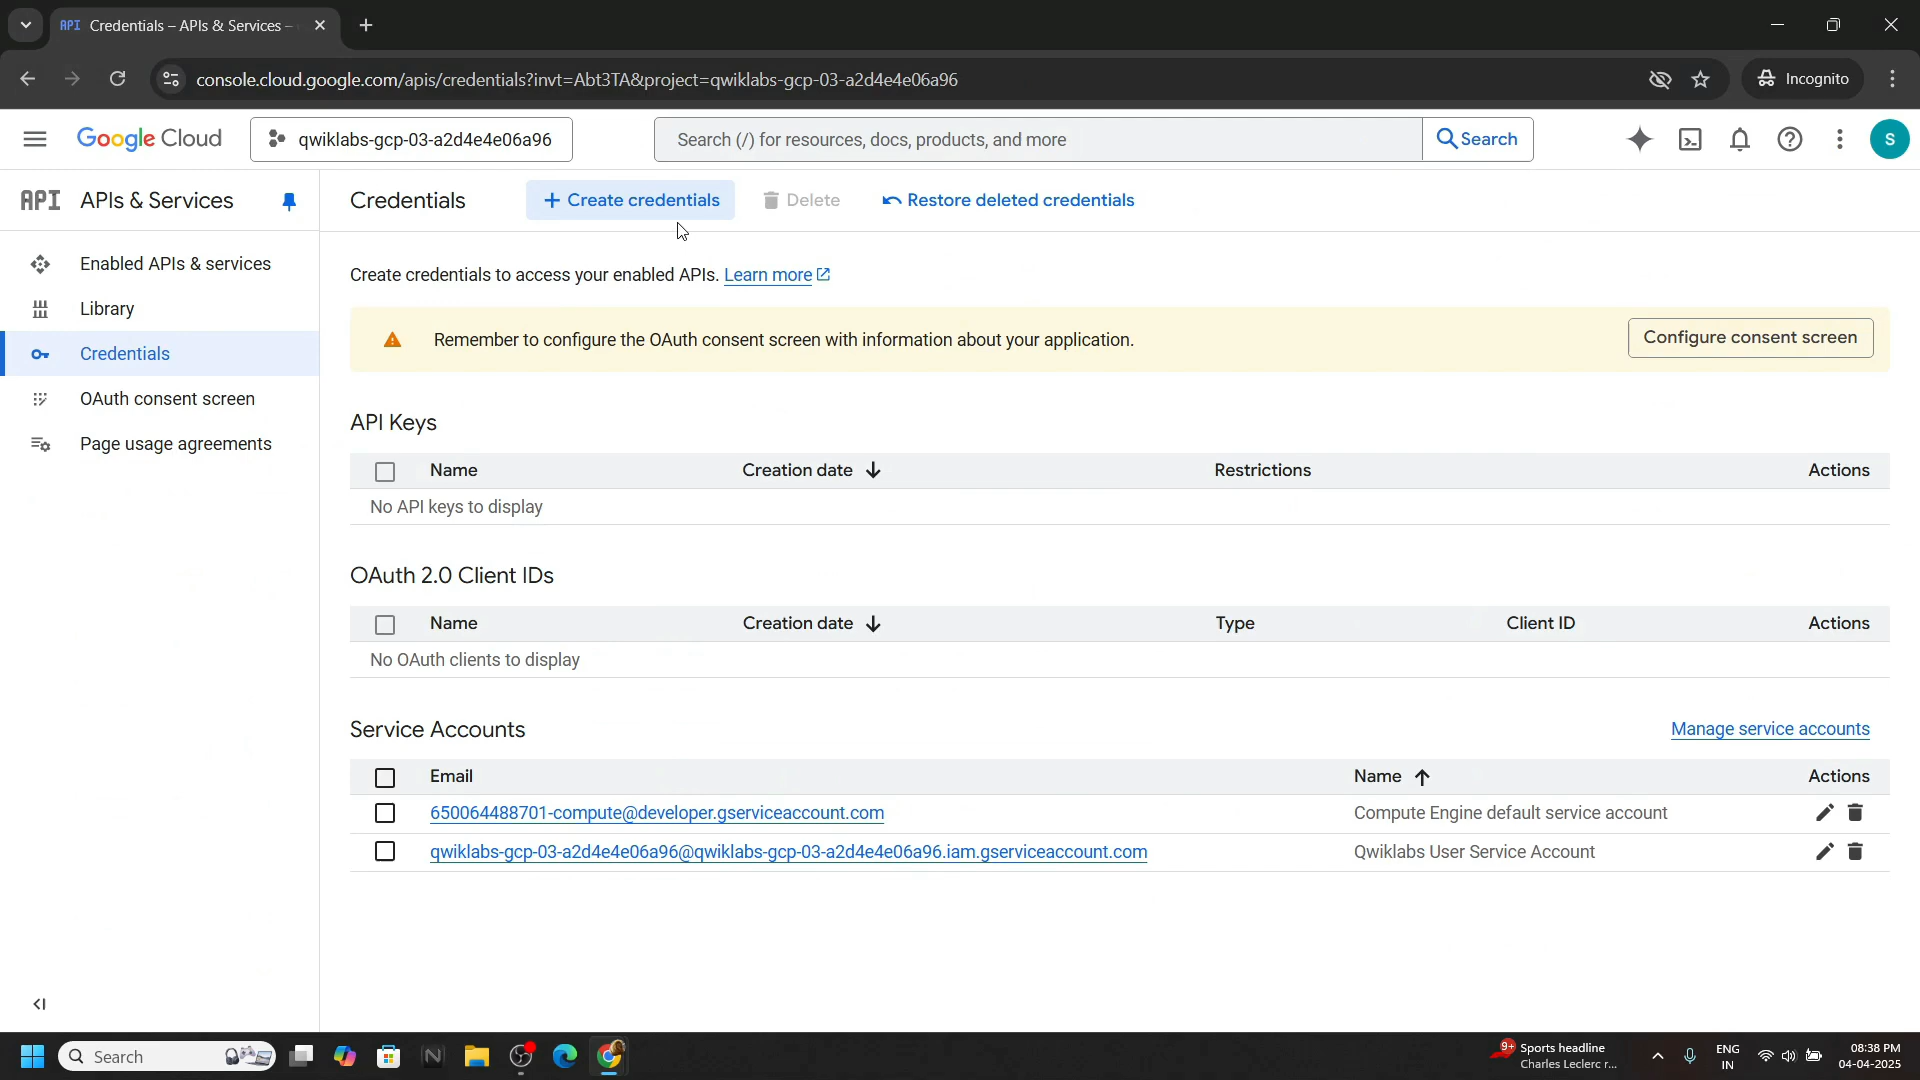 API Credentials – APIs & Services –
console.cloud.google.com/apis/credentials?invt=Abt3TA&project=qwiklabs-gcp-03-a2d4e4e06a96
Incognito
Google Cloud
qwiklabs-gcp-03-a2d4e4e06a96
Search (/) for resources, docs, products, and more
Search
S
API APIs & Services
Credentials
+ Create credentials
Delete
Restore deleted credentials
Enabled APIs & services
Library
Credentials
OAuth consent screen
Page usage agreements
Create credentials to access your enabled APIs. Learn more
Remember to configure the OAuth consent screen with information about your application.
Configure consent screen
API Keys
Name Creation date Restrictions Actions
No API keys to display
OAuth 2.0 Client IDs
Name Creation date Type Client ID Actions
No OAuth clients to display
Service Accounts
Manage service accounts
Email Name Actions
650064488701-compute@developer.gserviceaccount.com Compute Engine default service account
qwiklabs-gcp-03-a2d4e4e06a96@qwiklabs-gcp-03-a2d4e4e06a96.iam.gserviceaccount.com Qwiklabs User Service Account
Search
9+
Sports headline
Charles Leclerc r...
ENG
IN
08:38 PM
04-04-2025